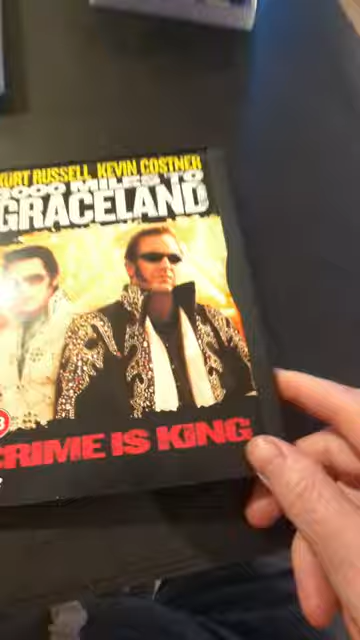 KURT RUSSELL KEVIN COSTNER
3000 MILES TO
GRACELAND
CRIME IS KING